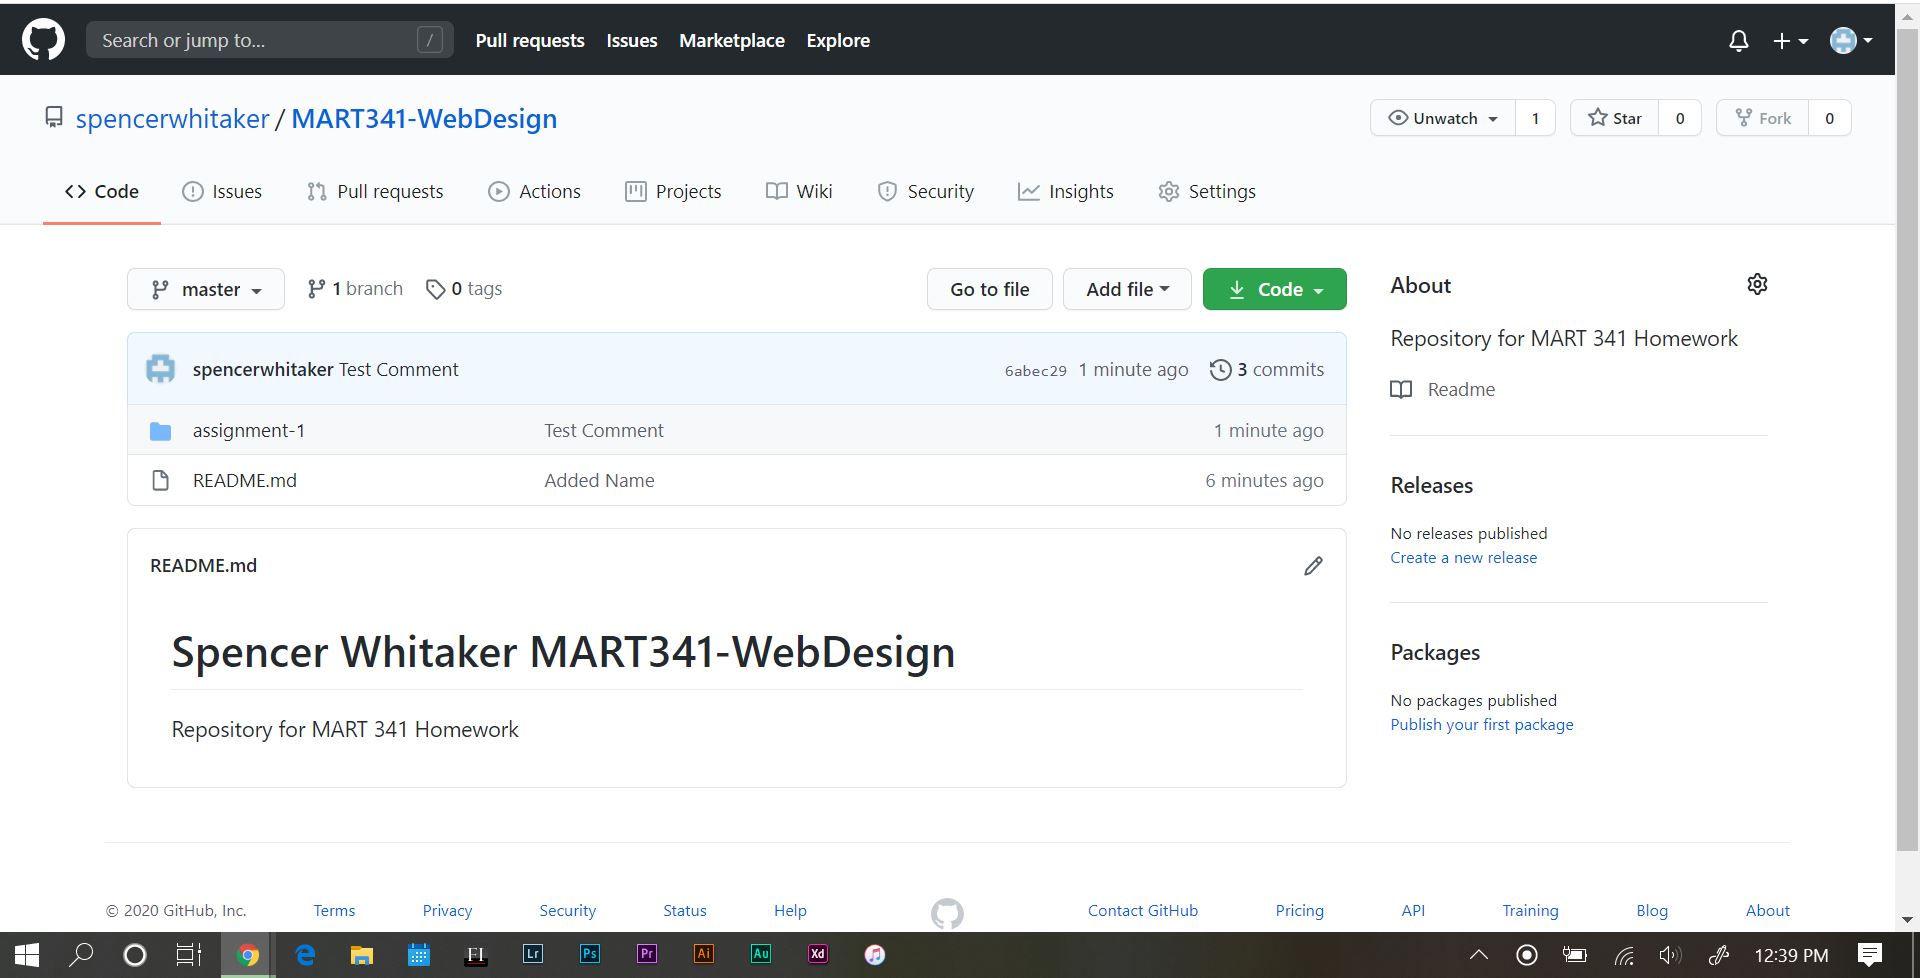 Search or jump to... /
Pull requests Issues Marketplace Explore
spencerwhitaker / MART341-WebDesign
Unwatch 1 Star 0 Fork 0
Code Issues Pull requests Actions Projects Wiki Security Insights Settings
master 1 branch 0 tags
Go to file Add file Code
spencerwhitaker Test Comment 6abec29 1 minute ago 3 commits
assignment-1 Test Comment 1 minute ago
README.md Added Name 6 minutes ago
README.md
Spencer Whitaker MART341-WebDesign
Repository for MART 341 Homework
About
Repository for MART 341 Homework
Readme
Releases
No releases published
Create a new release
Packages
No packages published
Publish your first package
© 2020 GitHub, Inc. Terms Privacy Security Status Help Contact GitHub Pricing API Training Blog About
Lr Ps Pr Ai Au Xd
12:39 PM